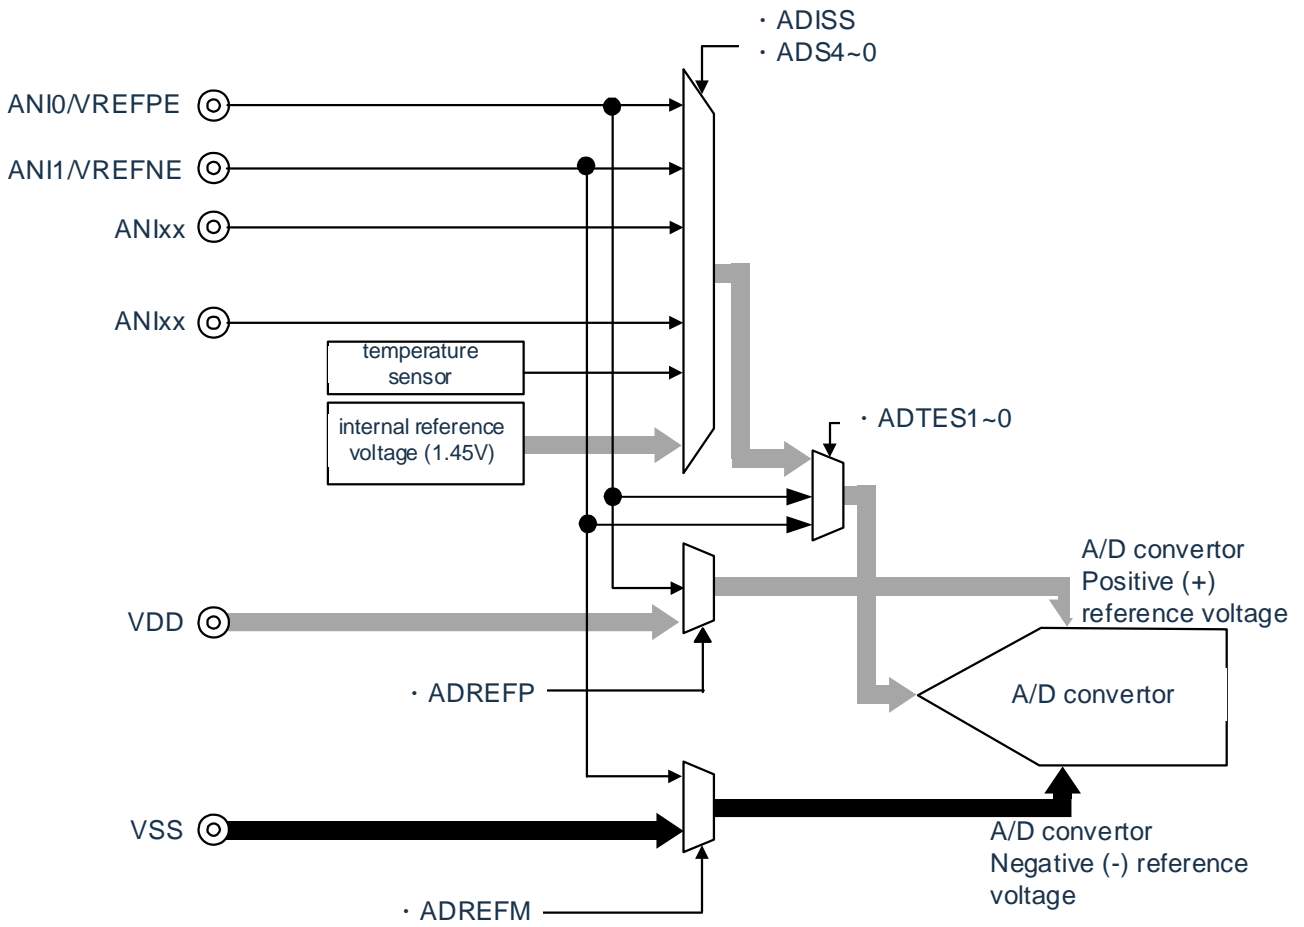 · ADISS
· ADS4~0
ANI0/VREFPE
ANI1/VREFNE
ANIxx
ANIxx
temperature
sensor
internal reference
voltage (1.45V)
· ADTES1~0
A/D convertor
Positive (+)
reference voltage
VDD
· ADREFP
A/D convertor
VSS
A/D convertor
Negative (-) reference
voltage
· ADREFM